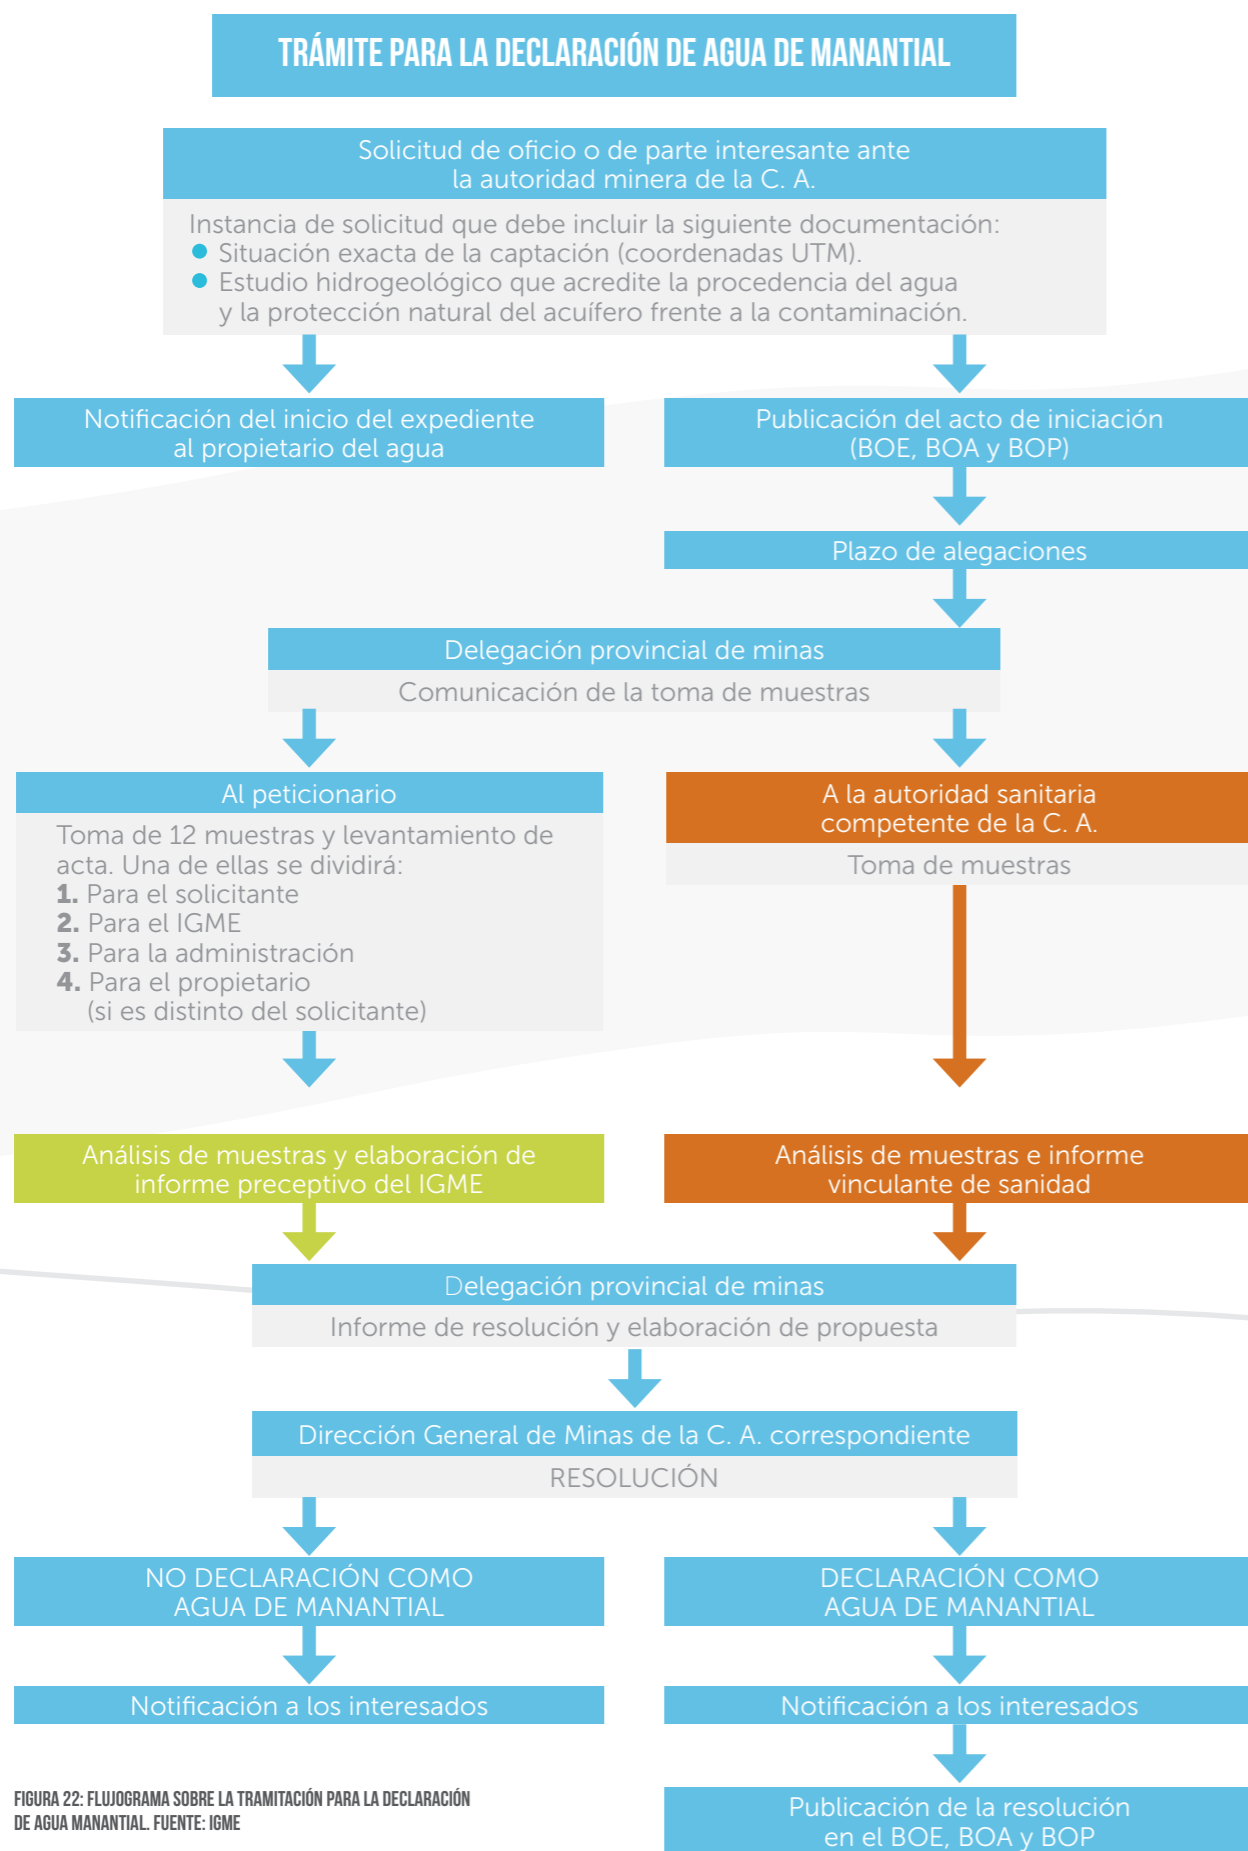 TRÁMITE PARA LA DECLARACIÓN DE AGUA DE MANANTIAL
Solicitud de oficio o de parte interesante ante
la autoridad minera de la C. A.
Instancia de solicitud que debe incluir la siguiente documentación:
● Situación exacta de la captación (coordenadas UTM).
● Estudio hidrogeológico que acredite la procedencia del agua
y la protección natural del acuífero frente a la contaminación.
Notificación del inicio del expediente
al propietario del agua
Publicación del acto de iniciación
(BOE, BOA y BOP)
Plazo de alegaciones
Delegación provincial de minas
Comunicación de la toma de muestras
Al peticionario
Toma de 12 muestras y levantamiento de
acta. Una de ellas se dividirá:
1. Para el solicitante
2. Para el IGME
3. Para la administración
4. Para el propietario
(si es distinto del solicitante)
A la autoridad sanitaria
competente de la C. A.
Toma de muestras
Análisis de muestras y elaboración de
informe preceptivo del IGME
Análisis de muestras e informe
vinculante de sanidad
Delegación provincial de minas
Informe de resolución y elaboración de propuesta
Dirección General de Minas de la C. A. correspondiente
RESOLUCIÓN
NO DECLARACIÓN COMO
AGUA DE MANANTIAL
Notificación a los interesados
DECLARACIÓN COMO
AGUA DE MANANTIAL
Notificación a los interesados
Publicación de la resolución
en el BOE, BOA y BOP
FIGURA 22: FLUJOGRAMA SOBRE LA TRAMITACIÓN PARA LA DECLARACIÓN
DE AGUA MANANTIAL. FUENTE: IGME